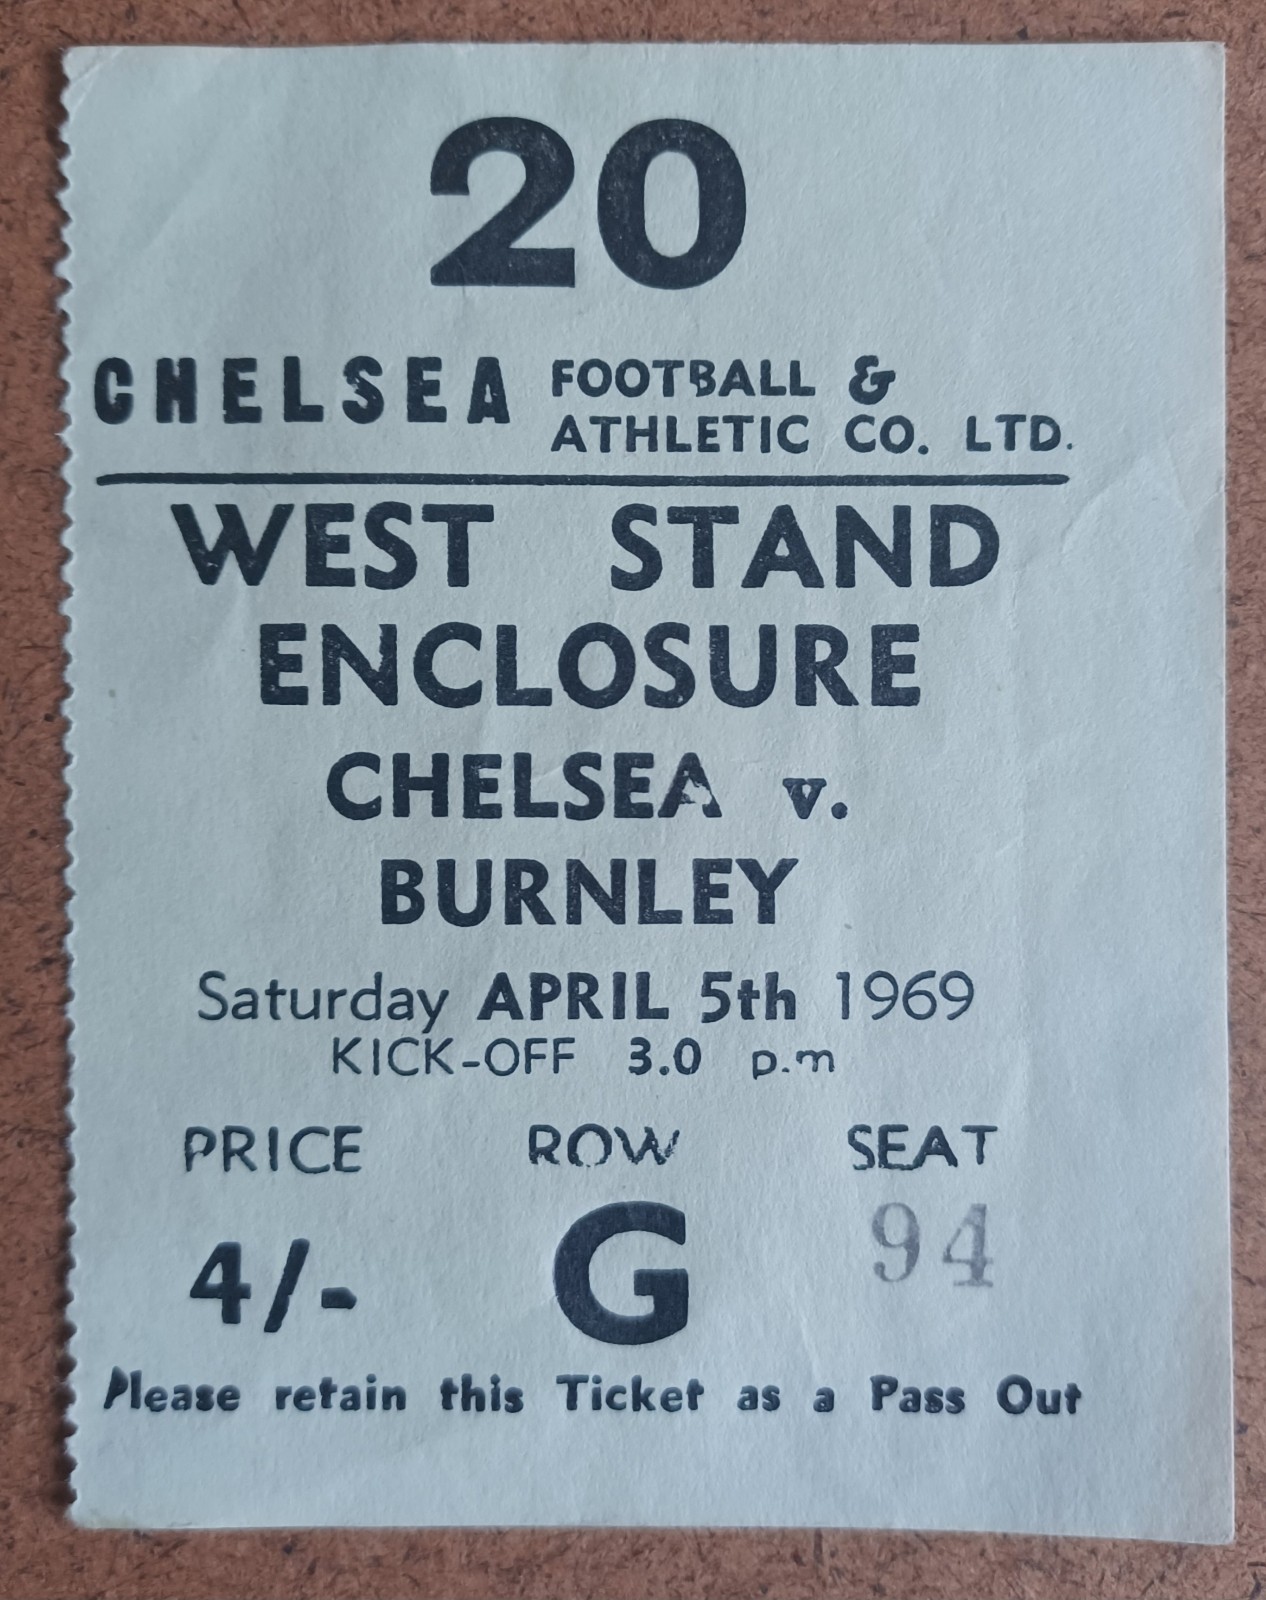 20
CHELSEA FOOTBALL &
ATHLETIC CO. LTD.
WEST STAND
ENCLOSURE
CHELSEA v.
BURNLEY
Saturday APRIL 5th 1969
KICK-OFF 3.0 p.m
PRICE ROW SEAT
4/- G 94
Please retain this Ticket as a Pass Out